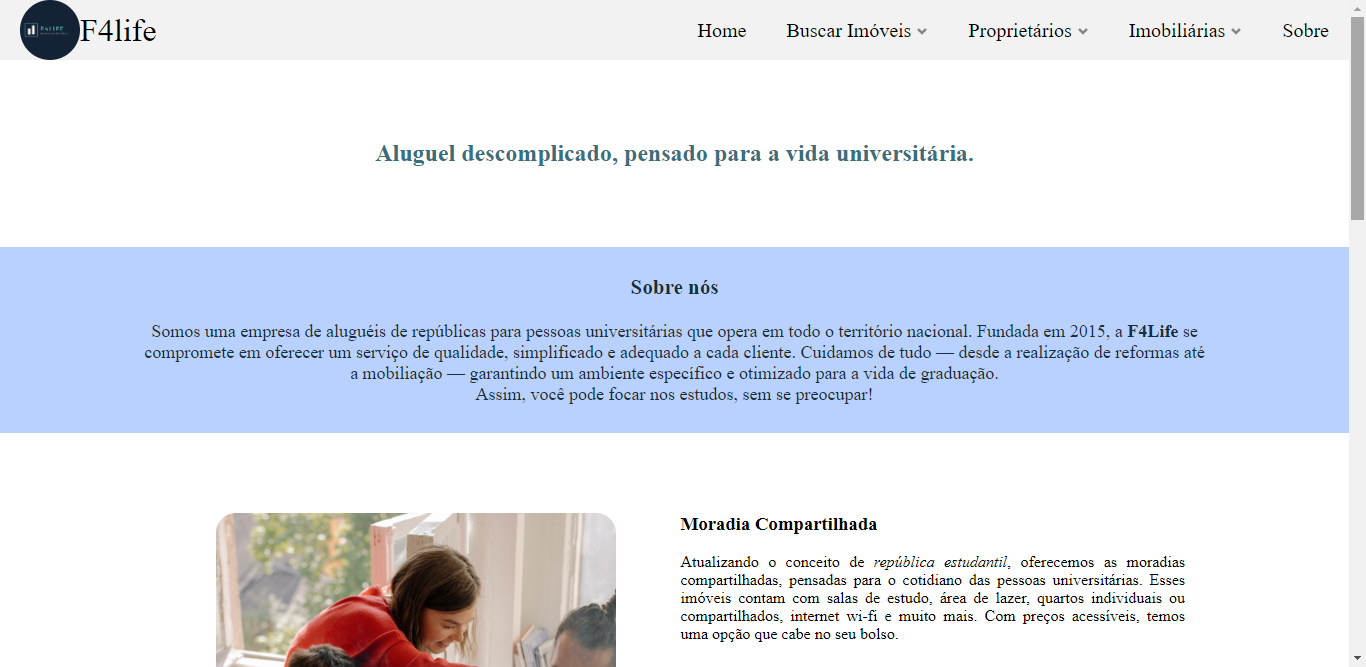 F4LIFE
F4life
Home
Buscar Imóveis
Proprietários
Imobiliárias
Sobre
Aluguel descomplicado, pensado para a vida universitária.
Sobre nós
Somos uma empresa de aluguéis de repúblicas para pessoas universitárias que opera em todo o território nacional. Fundada em 2015, a F4Life se
compromete em oferecer um serviço de qualidade, simplificado e adequado a cada cliente. Cuidamos de tudo — desde a realização de reformas até
a mobiliação — garantindo um ambiente específico e otimizado para a vida de graduação.
Assim, você pode focar nos estudos, sem se preocupar!
Moradia Compartilhada
Atualizando o conceito de república estudantil, oferecemos as moradias
compartilhadas, pensadas para o cotidiano das pessoas universitárias. Esses
imóveis contam com salas de estudo, área de lazer, quartos individuais ou
compartilhados, internet wi-fi e muito mais. Com preços acessíveis, temos
uma opção que cabe no seu bolso.